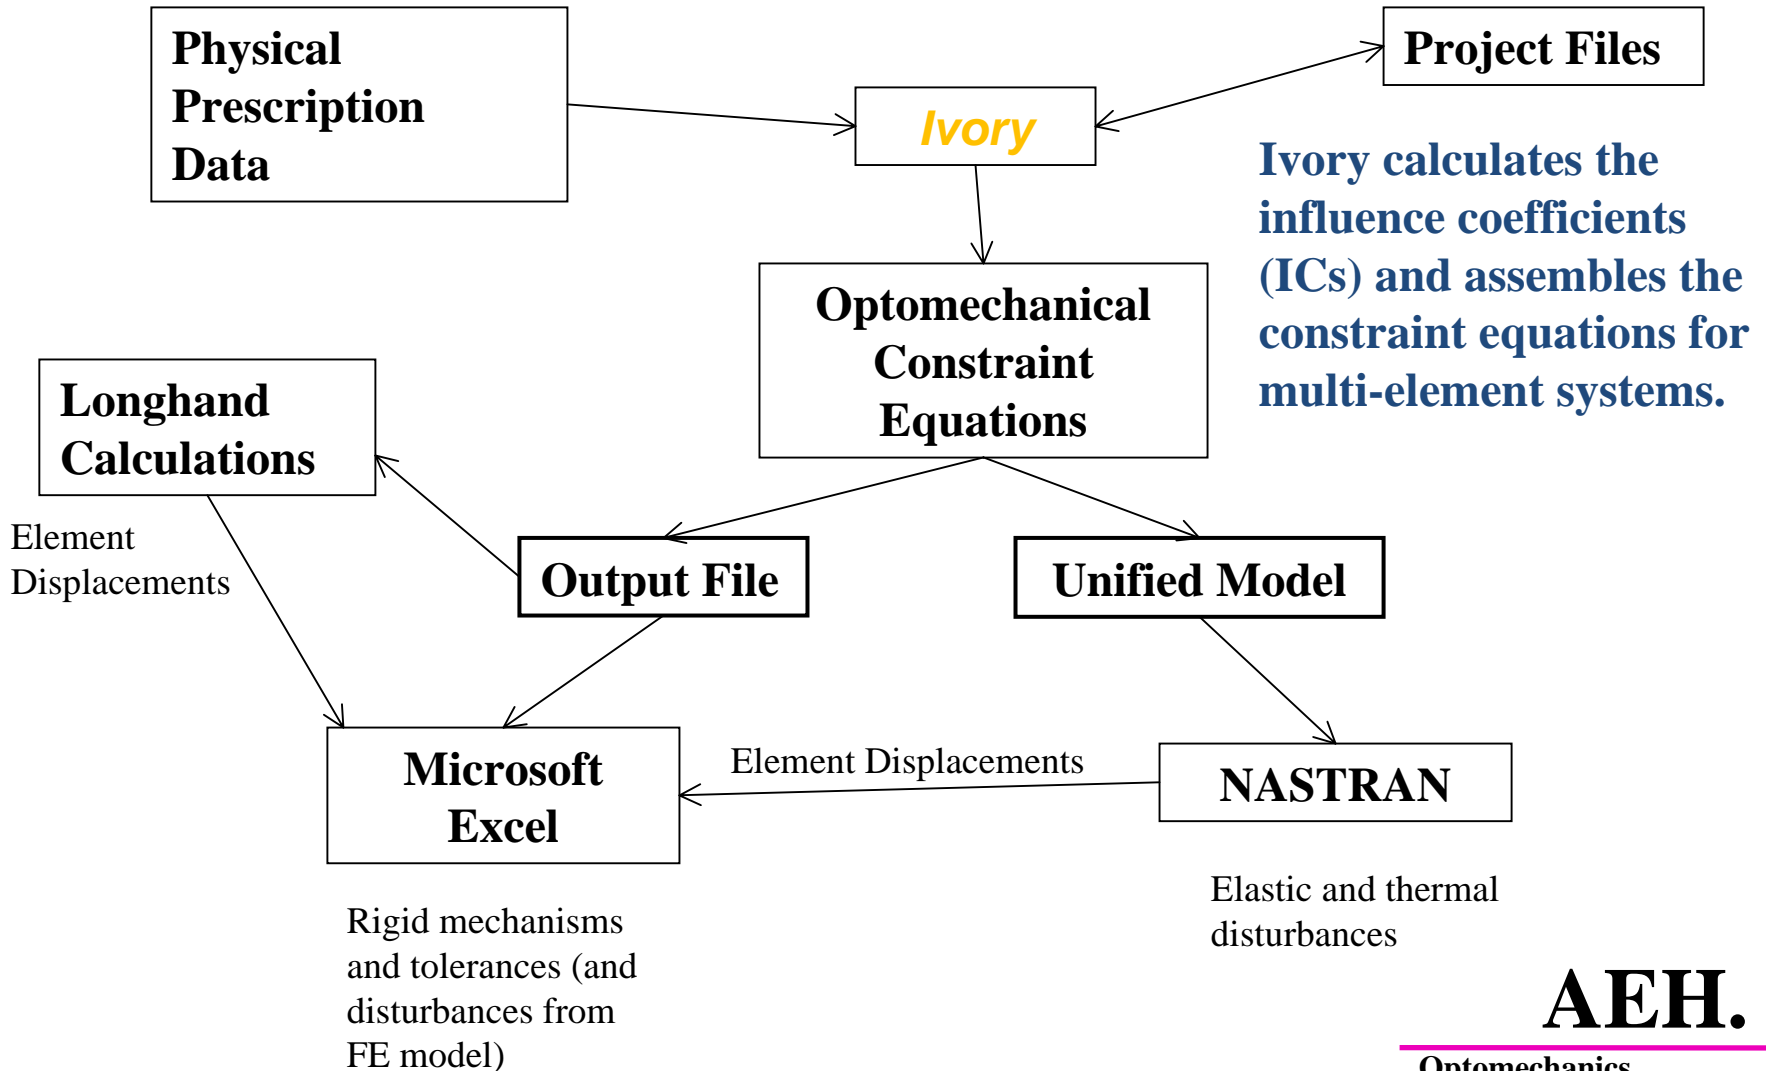 Physical
Prescription
Data
Ivory
Project Files
Ivory calculates the
influence coefficients
(ICs) and assembles the
constraint equations for
multi-element systems.
Optomechanical
Constraint
Equations
Longhand
Calculations
Element
Displacements
Output File
Unified Model
Microsoft
Excel
Element Displacements
NASTRAN
Rigid mechanisms
and tolerances (and
disturbances from
FE model)
Elastic and thermal
disturbances
AEH.
Optomechanics